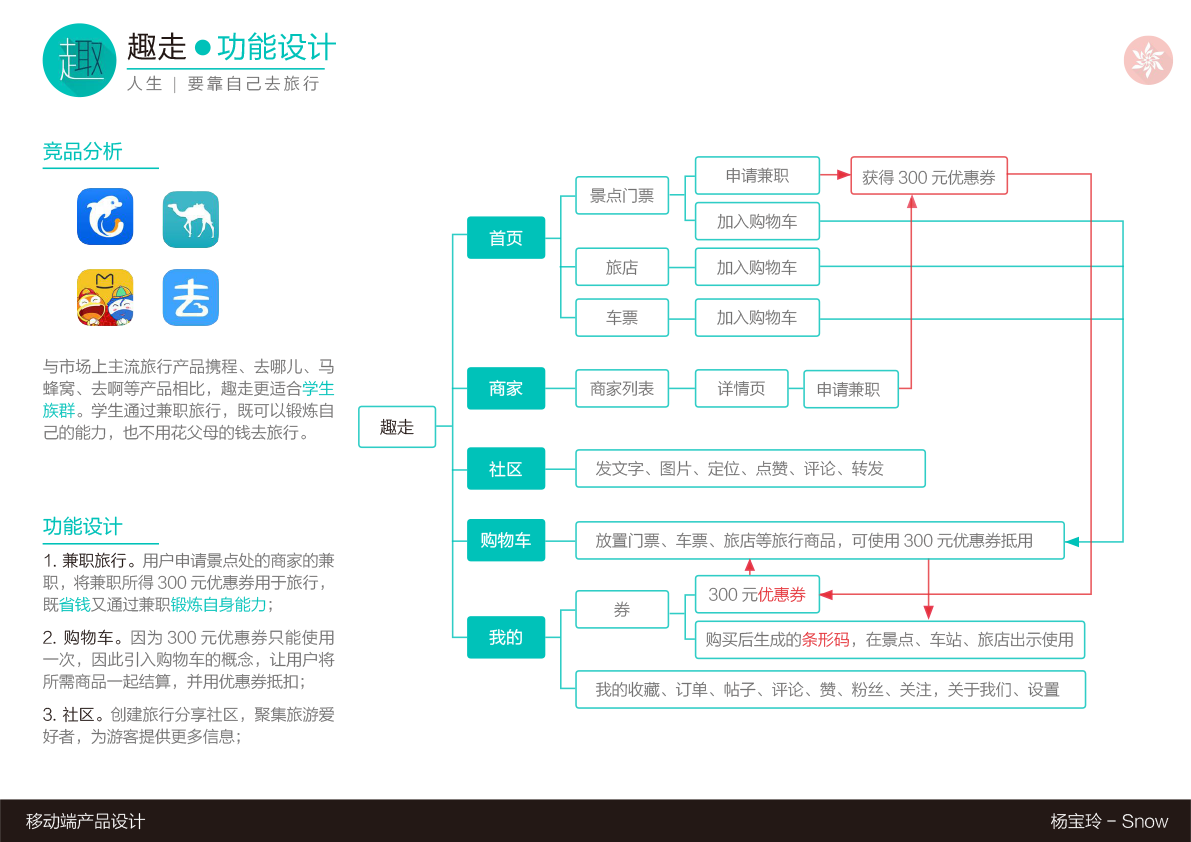 趣
趣走●功能设计
人生 | 要靠自己去旅行
竞品分析
去
与市场上主流旅行产品携程、去哪儿、马
蜂窝、去啊等产品相比，趣走更适合学生
族群。学生通过兼职旅行，既可以锻炼自
己的能力，也不用花父母的钱去旅行。
功能设计
1. 兼职旅行。用户申请景点处的商家的兼
职，将兼职所得 300 元优惠券用于旅行，
既省钱又通过兼职锻炼自身能力；
2. 购物车。因为 300 元优惠券只能使用
一次，因此引入购物车的概念，让用户将
所需商品一起结算，并用优惠券抵扣；
3. 社区。创建旅行分享社区，聚集旅游爱
好者，为游客提供更多信息；
趣走
首页
景点门票
申请兼职
获得 300 元优惠券
加入购物车
旅店
加入购物车
车票
加入购物车
商家
商家列表
详情页
申请兼职
社区
发文字、图片、定位、点赞、评论、转发
购物车
放置门票、车票、旅店等旅行商品，可使用 300 元优惠券抵用
我的
券
300 元优惠券
购买后生成的条形码，在景点、车站、旅店出示使用
我的收藏、订单、帖子、评论、赞、粉丝、关注，关于我们、设置
移动端产品设计
杨宝玲 – Snow